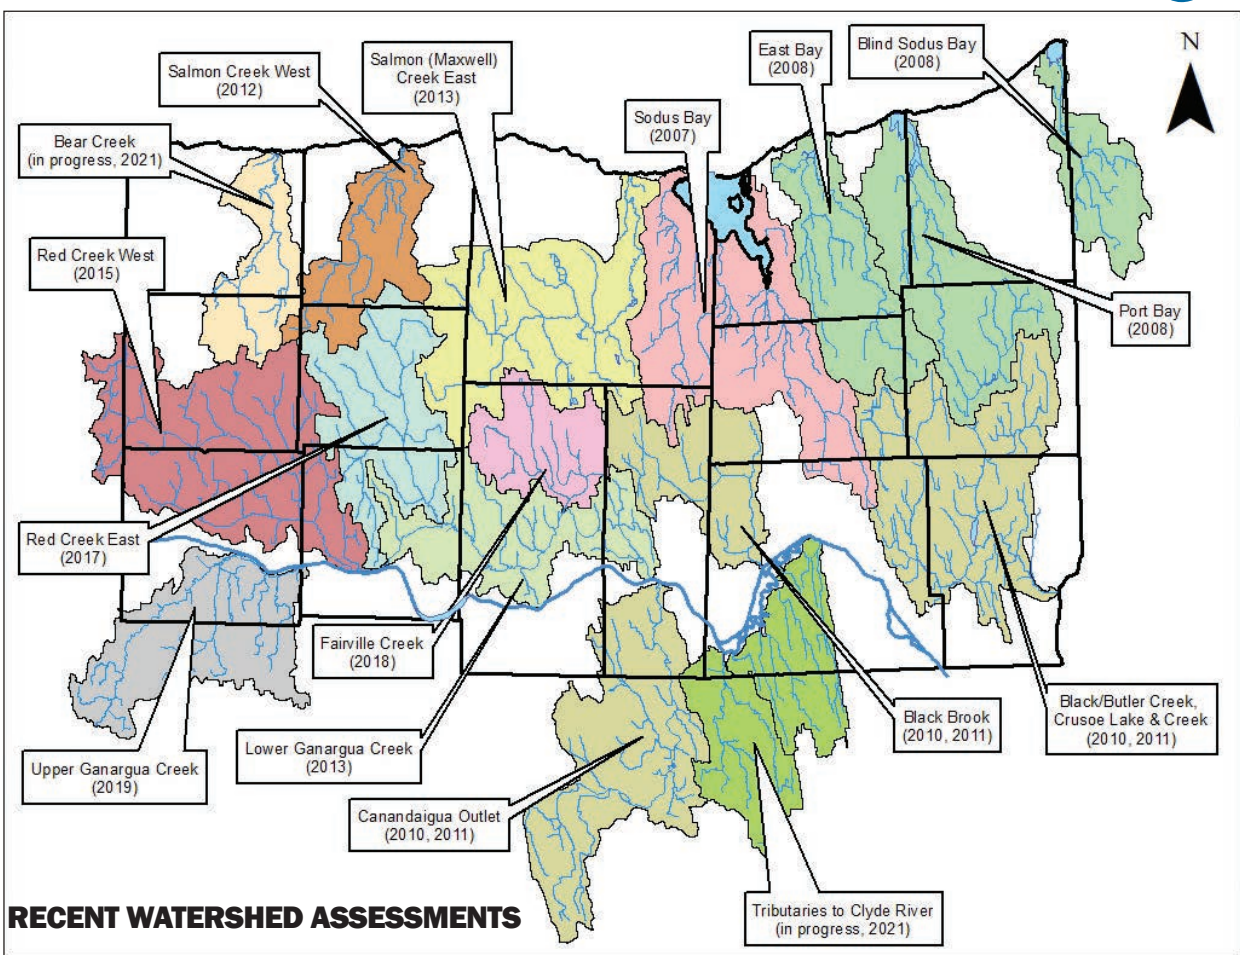 Blind Sodus Bay
(2008)
East Bay
(2008)
N
Salmon (Maxwell)
Creek East
(2013)
Salmon Creek West
(2012)
Sodus Bay
(2007)
Bear Creek
(in progress, 2021)
Red Creek West
(2015)
Port Bay
(2008)
Red Creek East
(2017)
Fairville Creek
(2018)
Black/Butler Creek,
Crusoe Lake & Creek
(2010, 2011)
Black Brook
(2010, 2011)
Lower Ganargua Creek
(2013)
Upper Ganargua Creek
(2019)
Canandaigua Outlet
(2010, 2011)
Tributaries to Clyde River
(in progress, 2021)
RECENT WATERSHED ASSESSMENTS